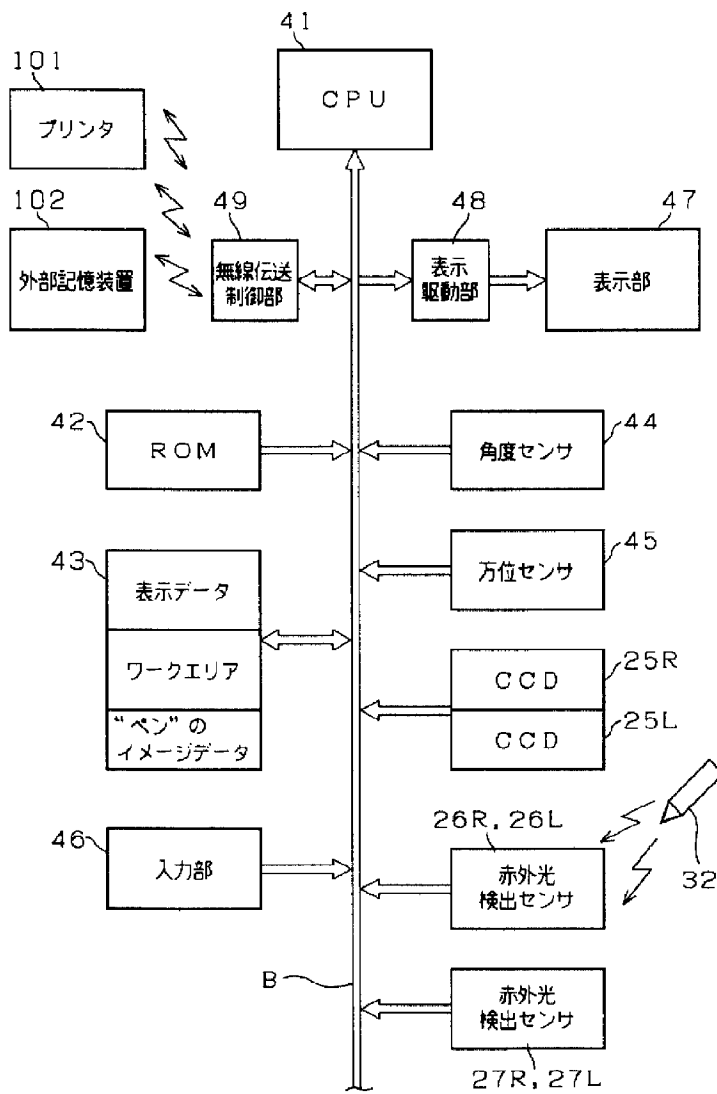 41
CPU
101
プリンタ
102
外部記憶装置
49
無線伝送
制御部
48
表示
駆動部
47
表示部
42
ROM
44
角度センサ
43
表示データ
ワークエリア
“ペン”の
イメージデータ
45
方位センサ
25R
CCD
25L
CCD
46
入力部
26R, 26L
赤外光
検出センサ
32
B
赤外光
検出センサ
27R, 27L